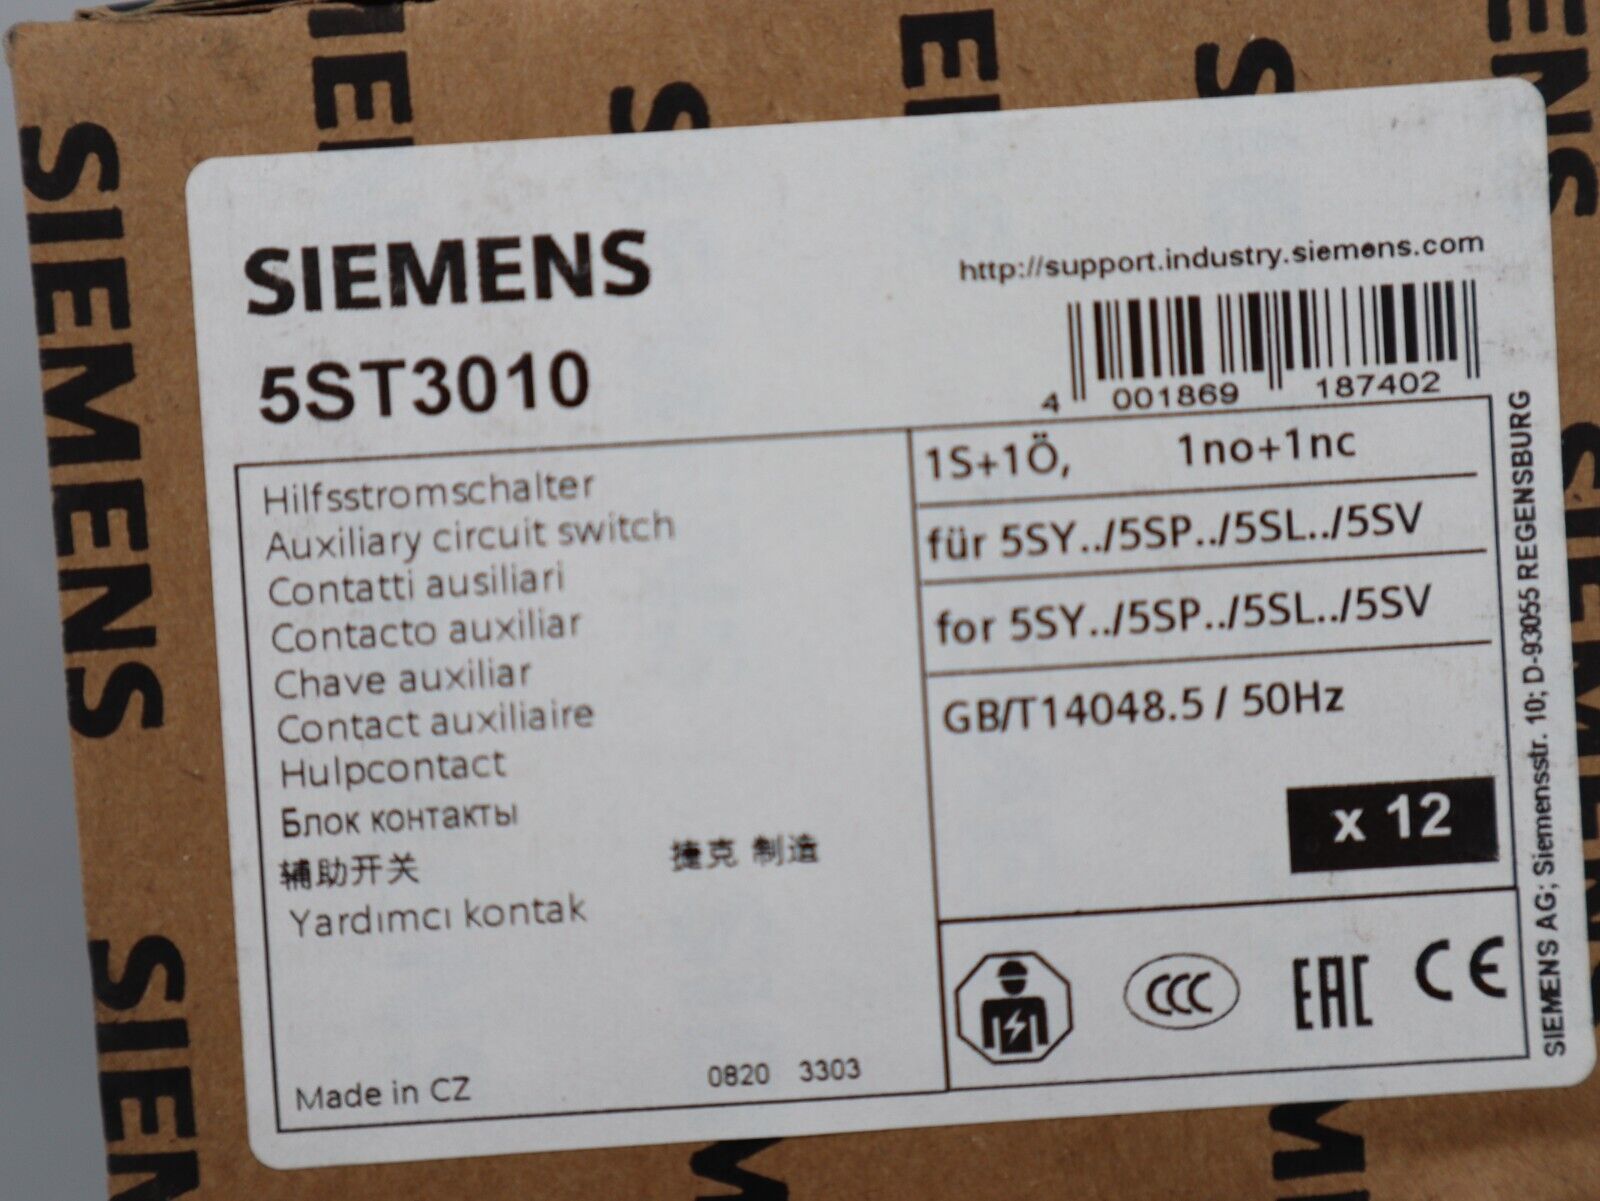 SIEMENS
5ST3010
http://support.industry.siemens.com
4 001869 187402
Hilfsstromschalter
Auxiliary circuit switch
Contatti ausiliari
Contacto auxiliar
Chave auxiliar
Contact auxiliaire
Hulpcontact
Блок контакты
辅助开关 捷克 制造
Yardımcı kontak
Made in CZ 0820 3303
1S+1Ö, 1no+1nc
für 5SY../5SP../5SL../5SV
for 5SY../5SP../5SL../5SV
GB/T14048.5 / 50Hz
x 12
CCC EAC CE
SIEMENS AG; Siemensstr. 10; D-93055 REGENSBURG
SIEMENS
SIEMENS
SIEMENS